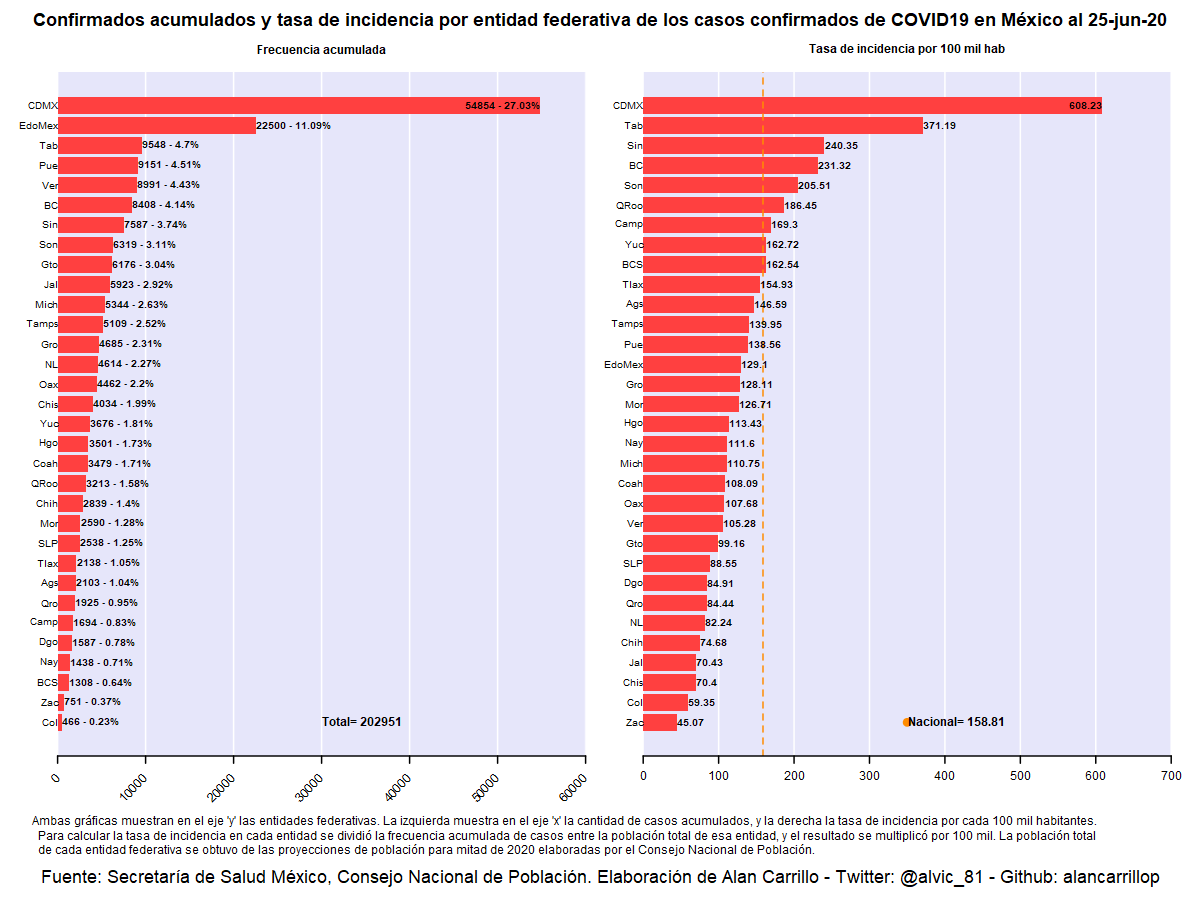 Confirmados acumulados y tasa de incidencia por entidad federativa de los casos confirmados de COVID19 en México al 25-jun-20
Frecuencia acumulada
CDMX 54854 - 27.03%
EdoMex 22500 - 11.09%
Tab 9548 - 4.7%
Pue 9151 - 4.51%
Ver 8991 - 4.43%
BC 8408 - 4.14%
Sin 7587 - 3.74%
Son 6319 - 3.11%
Gto 6176 - 3.04%
Jal 5923 - 2.92%
Mich 5344 - 2.63%
Tamps 5109 - 2.52%
Gro 4685 - 2.31%
NL 4614 - 2.27%
Oax 4462 - 2.2%
Chis 4034 - 1.99%
Yuc 3676 - 1.81%
Hgo 3501 - 1.73%
Coah 3479 - 1.71%
QRoo 3213 - 1.58%
Chih 2839 - 1.4%
Mor 2590 - 1.28%
SLP 2538 - 1.25%
Tlax 2138 - 1.05%
Ags 2103 - 1.04%
Qro 1925 - 0.95%
Camp 1694 - 0.83%
Dgo 1587 - 0.78%
Nay 1438 - 0.71%
BCS 1308 - 0.64%
Zac 751 - 0.37%
Col 466 - 0.23%
Total= 202951
0 10000 20000 30000 40000 50000 60000
Tasa de incidencia por 100 mil hab
CDMX 608.23
Tab 371.19
Sin 240.35
BC 231.32
Son 205.51
QRoo 186.45
Camp 169.3
Yuc 162.72
BCS 162.54
Tlax 154.93
Ags 146.59
Tamps 139.95
Pue 138.56
EdoMex 129.1
Gro 128.11
Mor 126.71
Hgo 113.43
Nay 111.6
Mich 110.75
Coah 108.09
Oax 107.68
Ver 105.28
Gto 99.16
SLP 88.55
Dgo 84.91
Qro 84.44
NL 82.24
Chih 74.68
Jal 70.43
Chis 70.4
Col 59.35
Zac 45.07
Nacional= 158.81
0 100 200 300 400 500 600 700
Ambas gráficas muestran en el eje 'y' las entidades federativas. La izquierda muestra en el eje 'x' la cantidad de casos acumulados, y la derecha la tasa de incidencia por cada 100 mil habitantes.
Para calcular la tasa de incidencia en cada entidad se dividió la frecuencia acumulada de casos entre la población total de esa entidad, y el resultado se multiplicó por 100 mil. La población total
de cada entidad federativa se obtuvo de las proyecciones de población para mitad de 2020 elaboradas por el Consejo Nacional de Población.
Fuente: Secretaría de Salud México, Consejo Nacional de Población. Elaboración de Alan Carrillo - Twitter: @alvic_81 - Github: alancarrillop